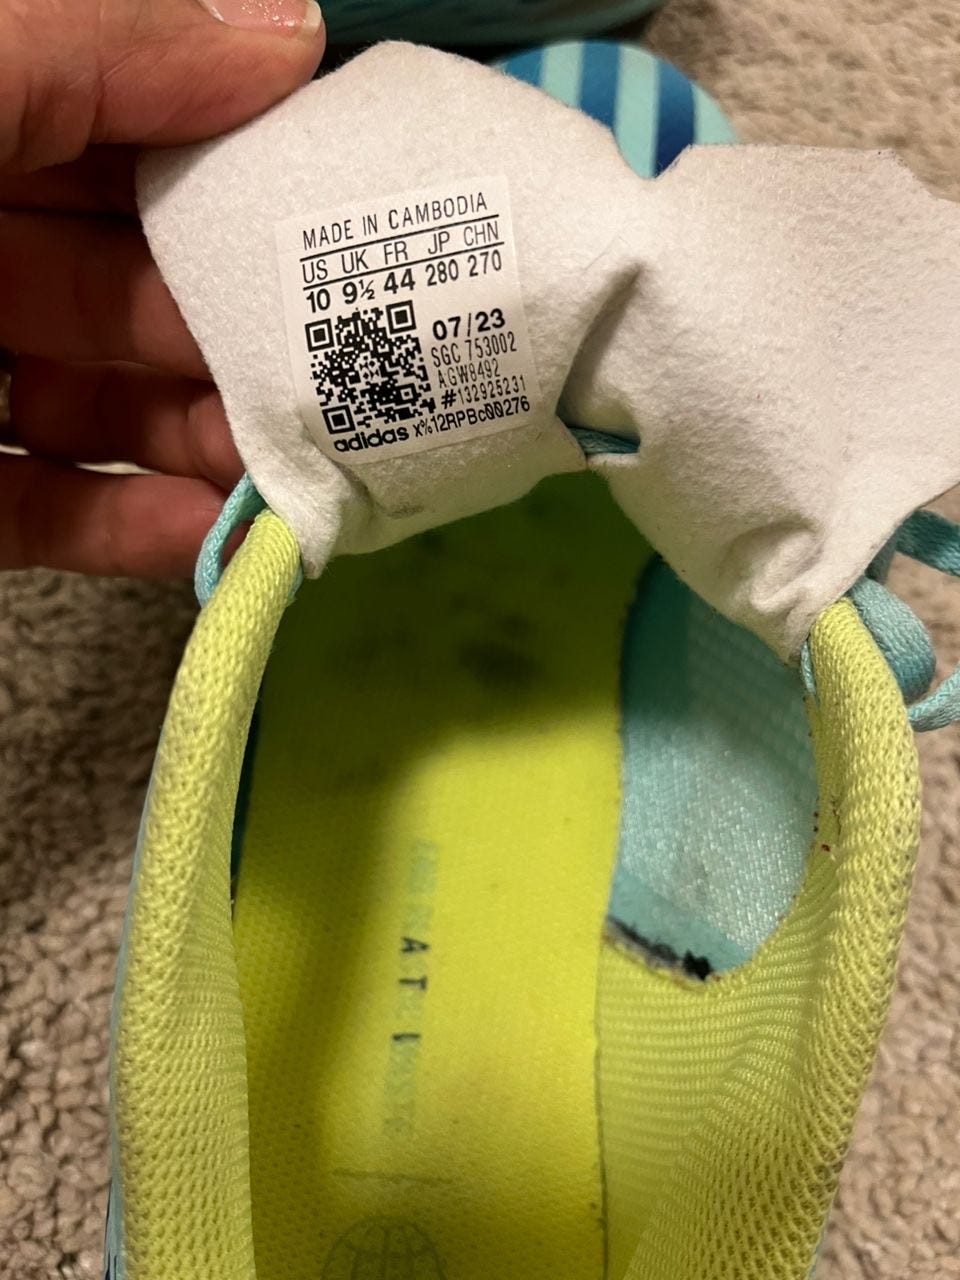 MADE IN CAMBODIA
US UK FR JP CHN
10 9½ 44 280 270
07/23
SGC 753002
AGW8492
#132925231
adidas x%12RPBc00276